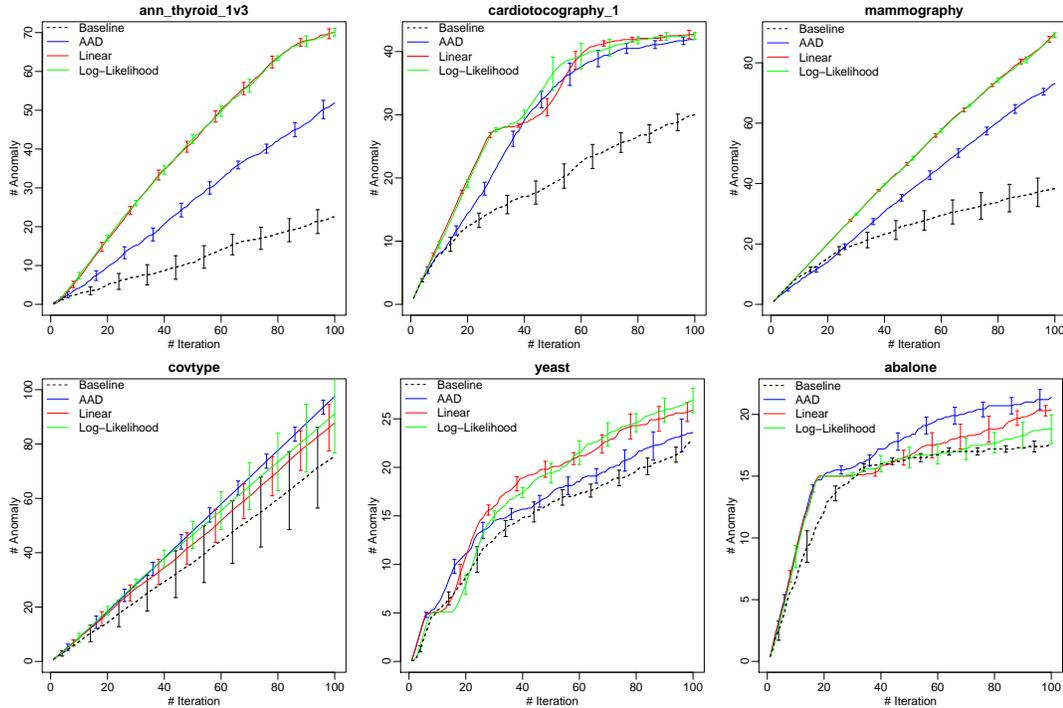 ann_thyroid_1v3
Baseline
AAD
Linear
Log−Likelihood
# Anomaly
0 10 20 30 40 50 60 70
0 20 40 60 80 100
# Iteration
cardiotocography_1
Baseline
AAD
Linear
Log−Likelihood
# Anomaly
0 10 20 30 40
0 20 40 60 80 100
# Iteration
mammography
Baseline
AAD
Linear
Log−Likelihood
# Anomaly
0 20 40 60 80
0 20 40 60 80 100
# Iteration
covtype
Baseline
AAD
Linear
Log−Likelihood
# Anomaly
0 20 40 60 80 100
0 20 40 60 80 100
# Iteration
yeast
Baseline
AAD
Linear
Log−Likelihood
# Anomaly
0 5 10 15 20 25
0 20 40 60 80 100
# Iteration
abalone
Baseline
AAD
Linear
Log−Likelihood
# Anomaly
0 5 10 15 20
0 20 40 60 80 100
# Iteration